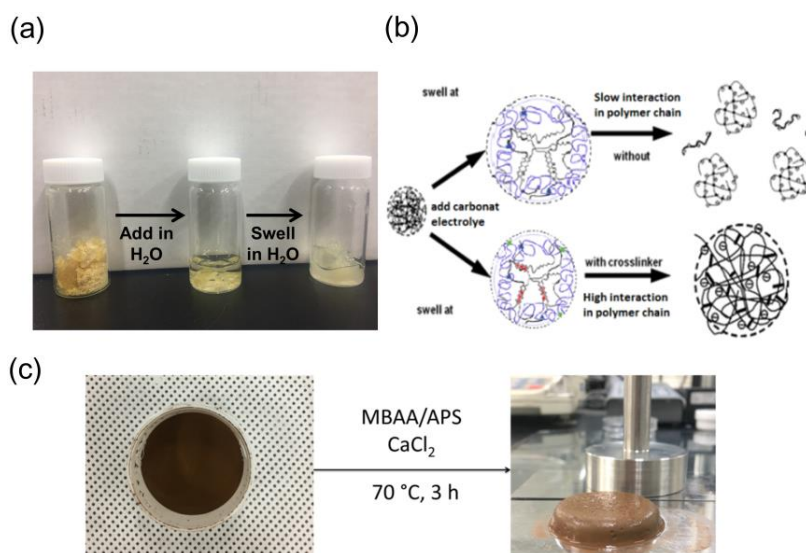 (a)
Add in
H₂O
Swell
in H₂O
(b)
swell at
Slow interaction
in polymer chain
without
add carbonat
electrolye
with crosslinker
High interaction
in polymer chain
swell at
(c)
MBAA/APS
CaCl₂
70 °C, 3 h